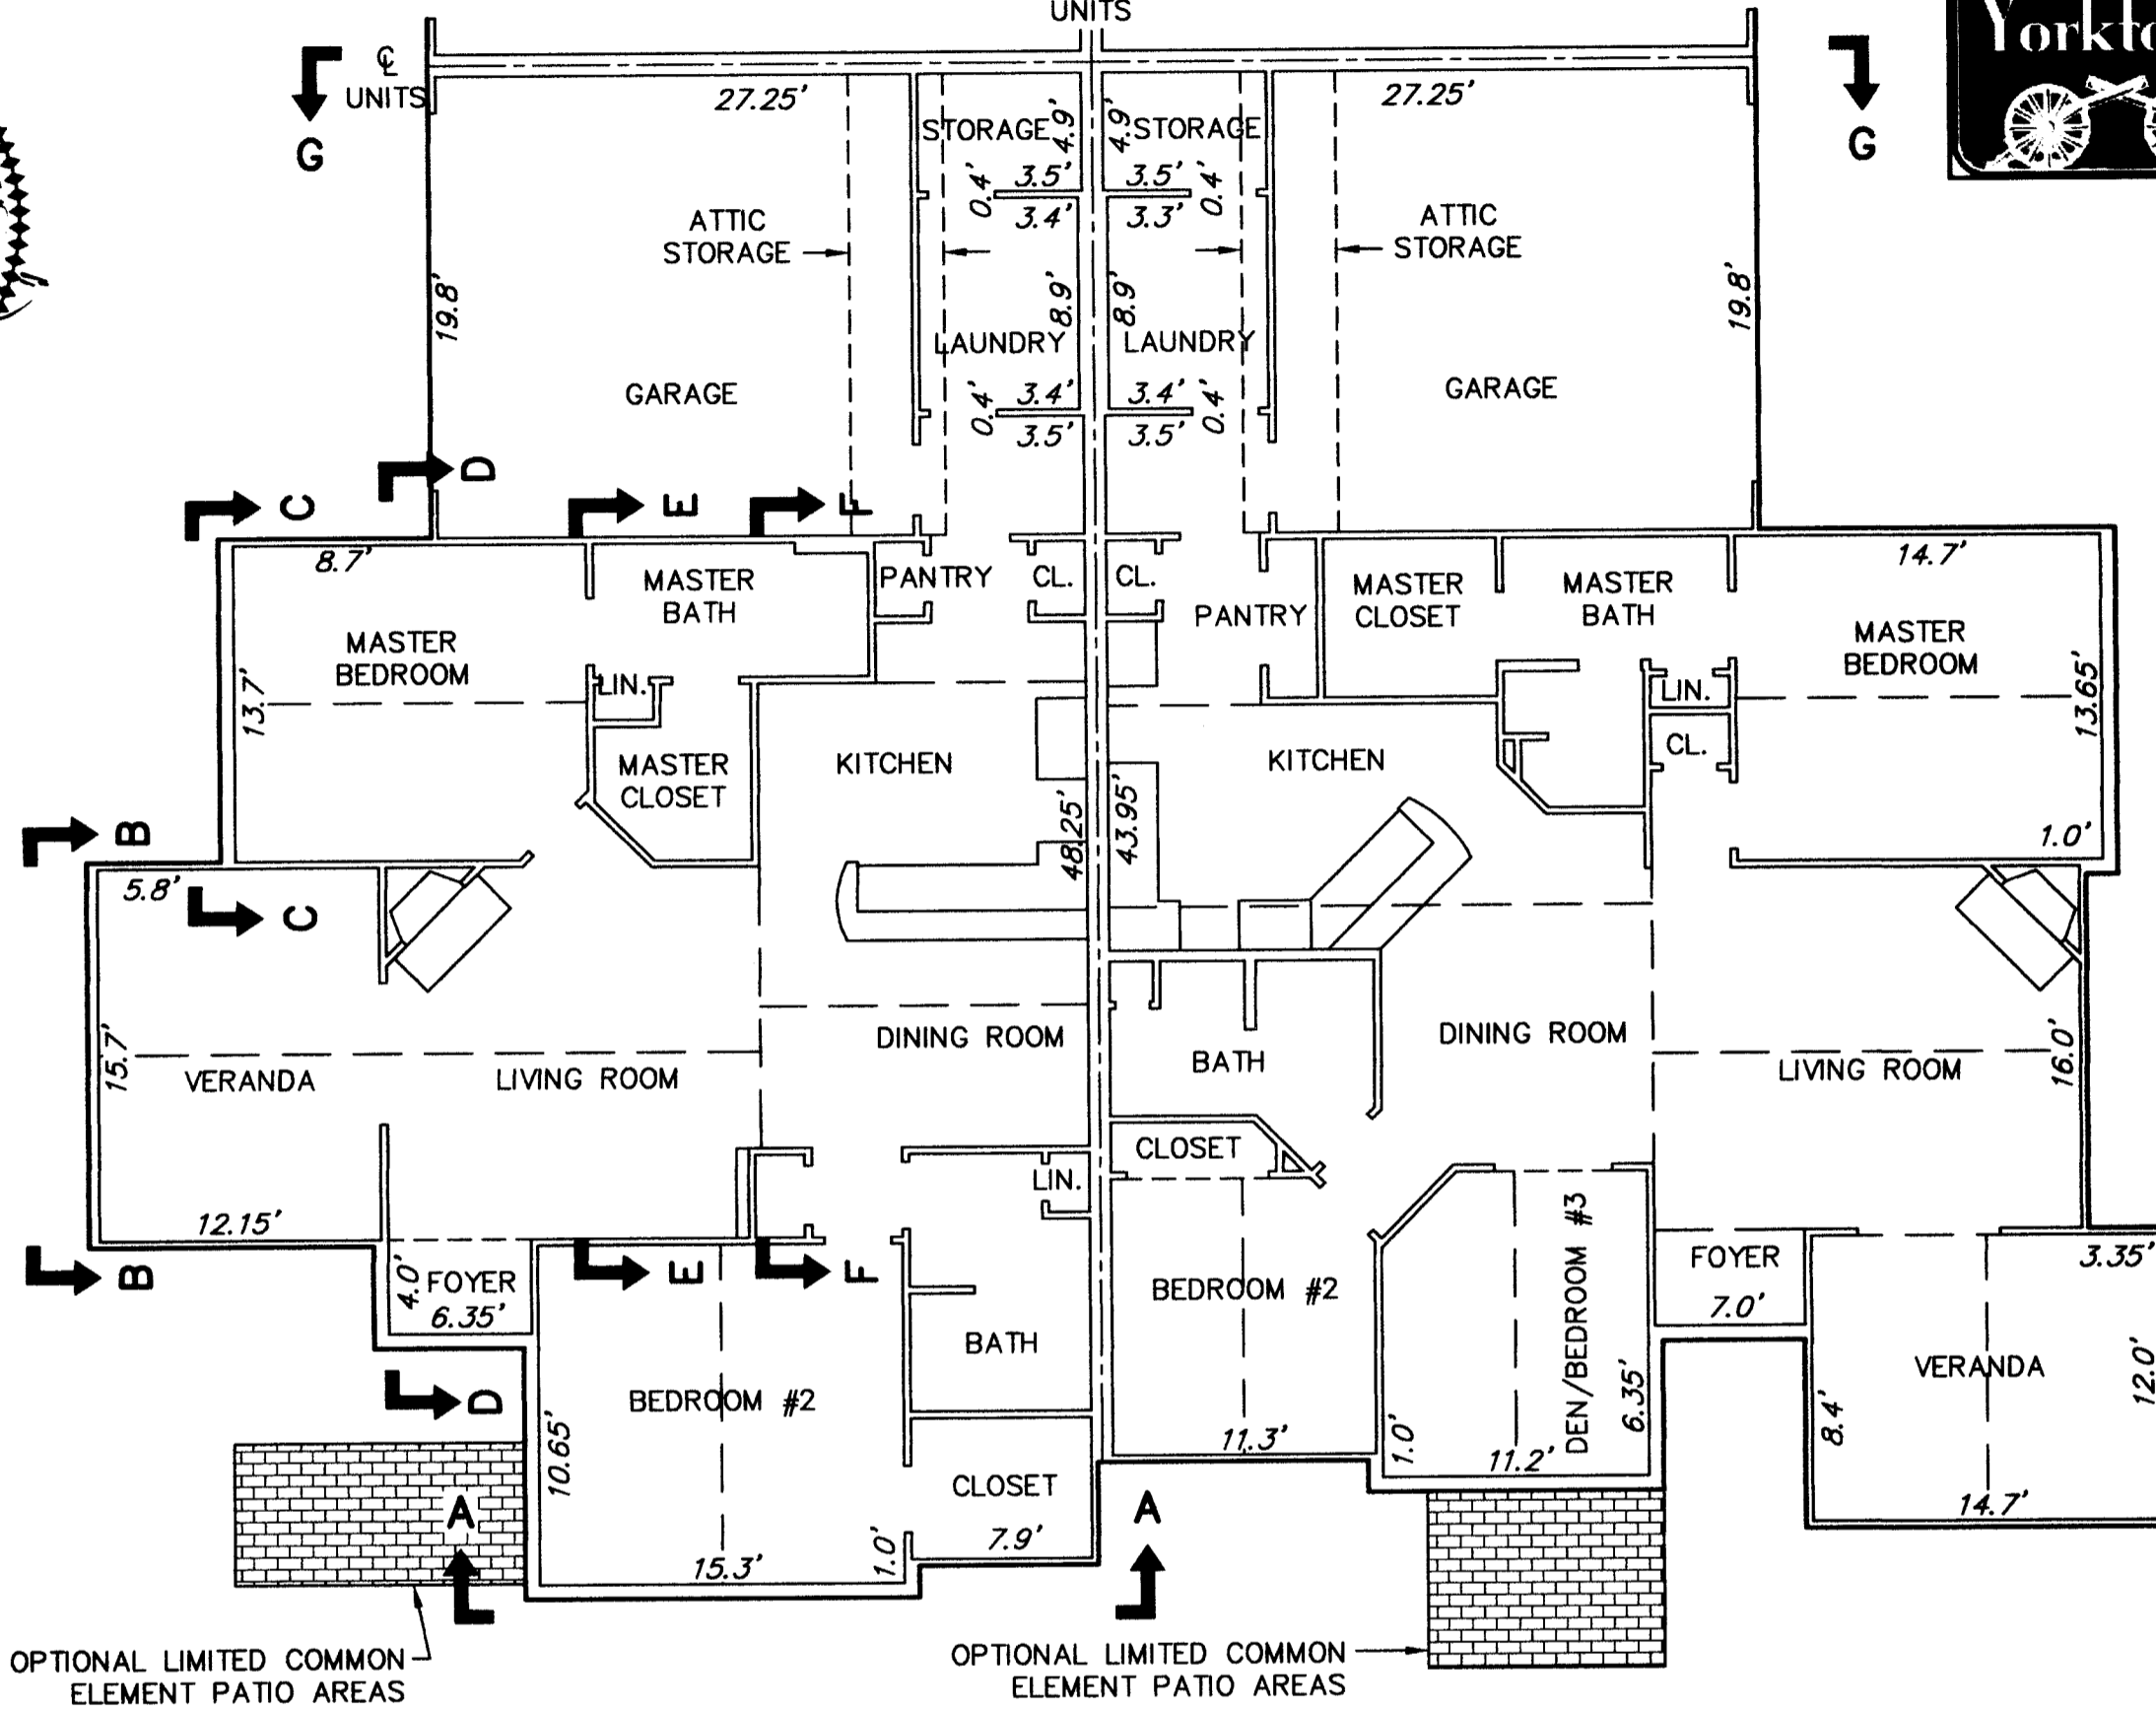 UNITS
Yorkto
℄
UNITS
G
G
27.25'
27.25'
STORAGE
4.9'
4.9'
STORAGE
3.5'
3.5'
0.4'
0.4'
3.4'
3.3'
ATTIC
STORAGE
ATTIC
STORAGE
19.8'
8.9'
8.9'
19.8'
LAUNDRY
LAUNDRY
GARAGE
GARAGE
0.4'
3.4'
3.4'
0.4'
3.5'
3.5'
D
C
E
F
8.7'
14.7'
MASTER
BATH
PANTRY
CL.
CL.
PANTRY
MASTER
CLOSET
MASTER
BATH
MASTER
BEDROOM
MASTER
BEDROOM
13.7'
LIN.
LIN.
13.65'
CL.
MASTER
CLOSET
KITCHEN
KITCHEN
48.25'
43.95'
B
1.0'
5.8'
C
15.7'
VERANDA
LIVING ROOM
DINING ROOM
BATH
DINING ROOM
LIVING ROOM
16.0'
CLOSET
LIN.
12.15'
B
4.0'
FOYER
6.35'
E
F
BEDROOM #2
DEN/BEDROOM #3
FOYER
7.0'
3.35'
BATH
VERANDA
12.0'
D
BEDROOM #2
10.65'
11.3'
1.0'
11.2'
6.35'
8.4'
14.7'
A
CLOSET
7.9'
A
15.3'
1.0'
OPTIONAL LIMITED COMMON
ELEMENT PATIO AREAS
OPTIONAL LIMITED COMMON
ELEMENT PATIO AREAS